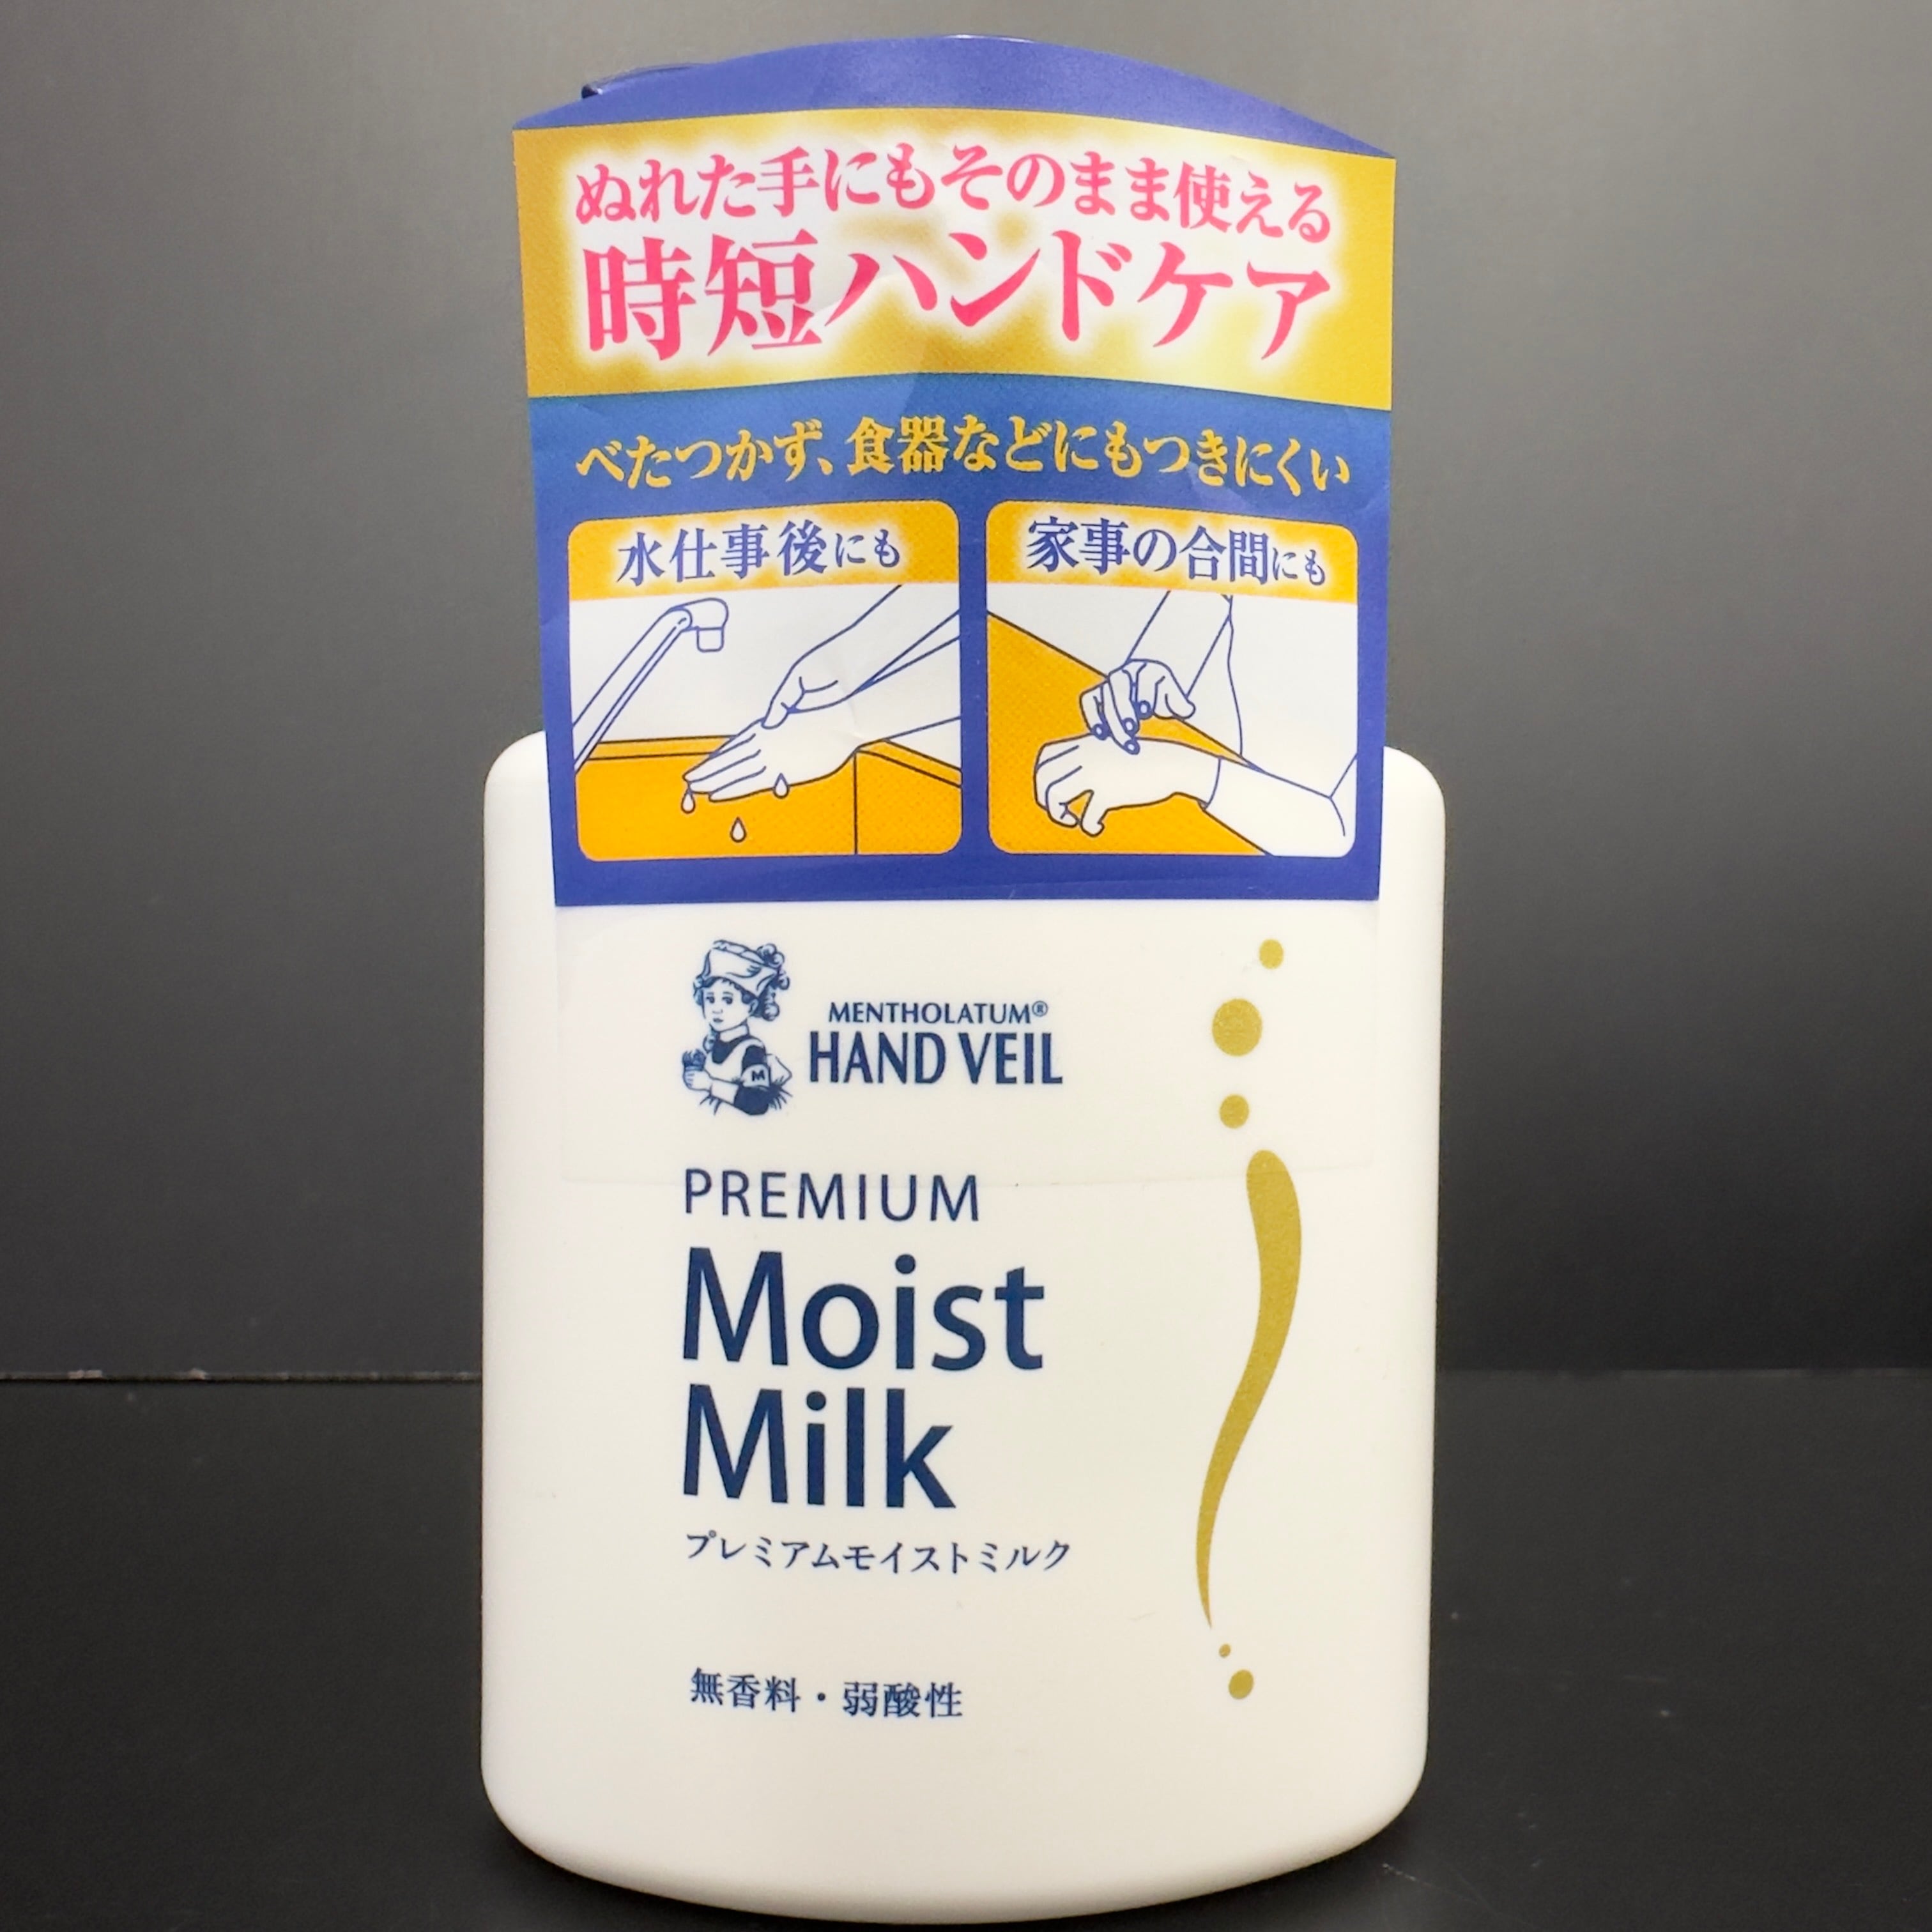 ぬれた手にもそのまま使える
時短ハンドケア
べたつかず、食器などにもつきにくい
水仕事後にも
家事の合間にも
MENTHOLATUM®
HAND VEIL
M
PREMIUM
Moist
Milk
プレミアムモイストミルク
無香料・弱酸性